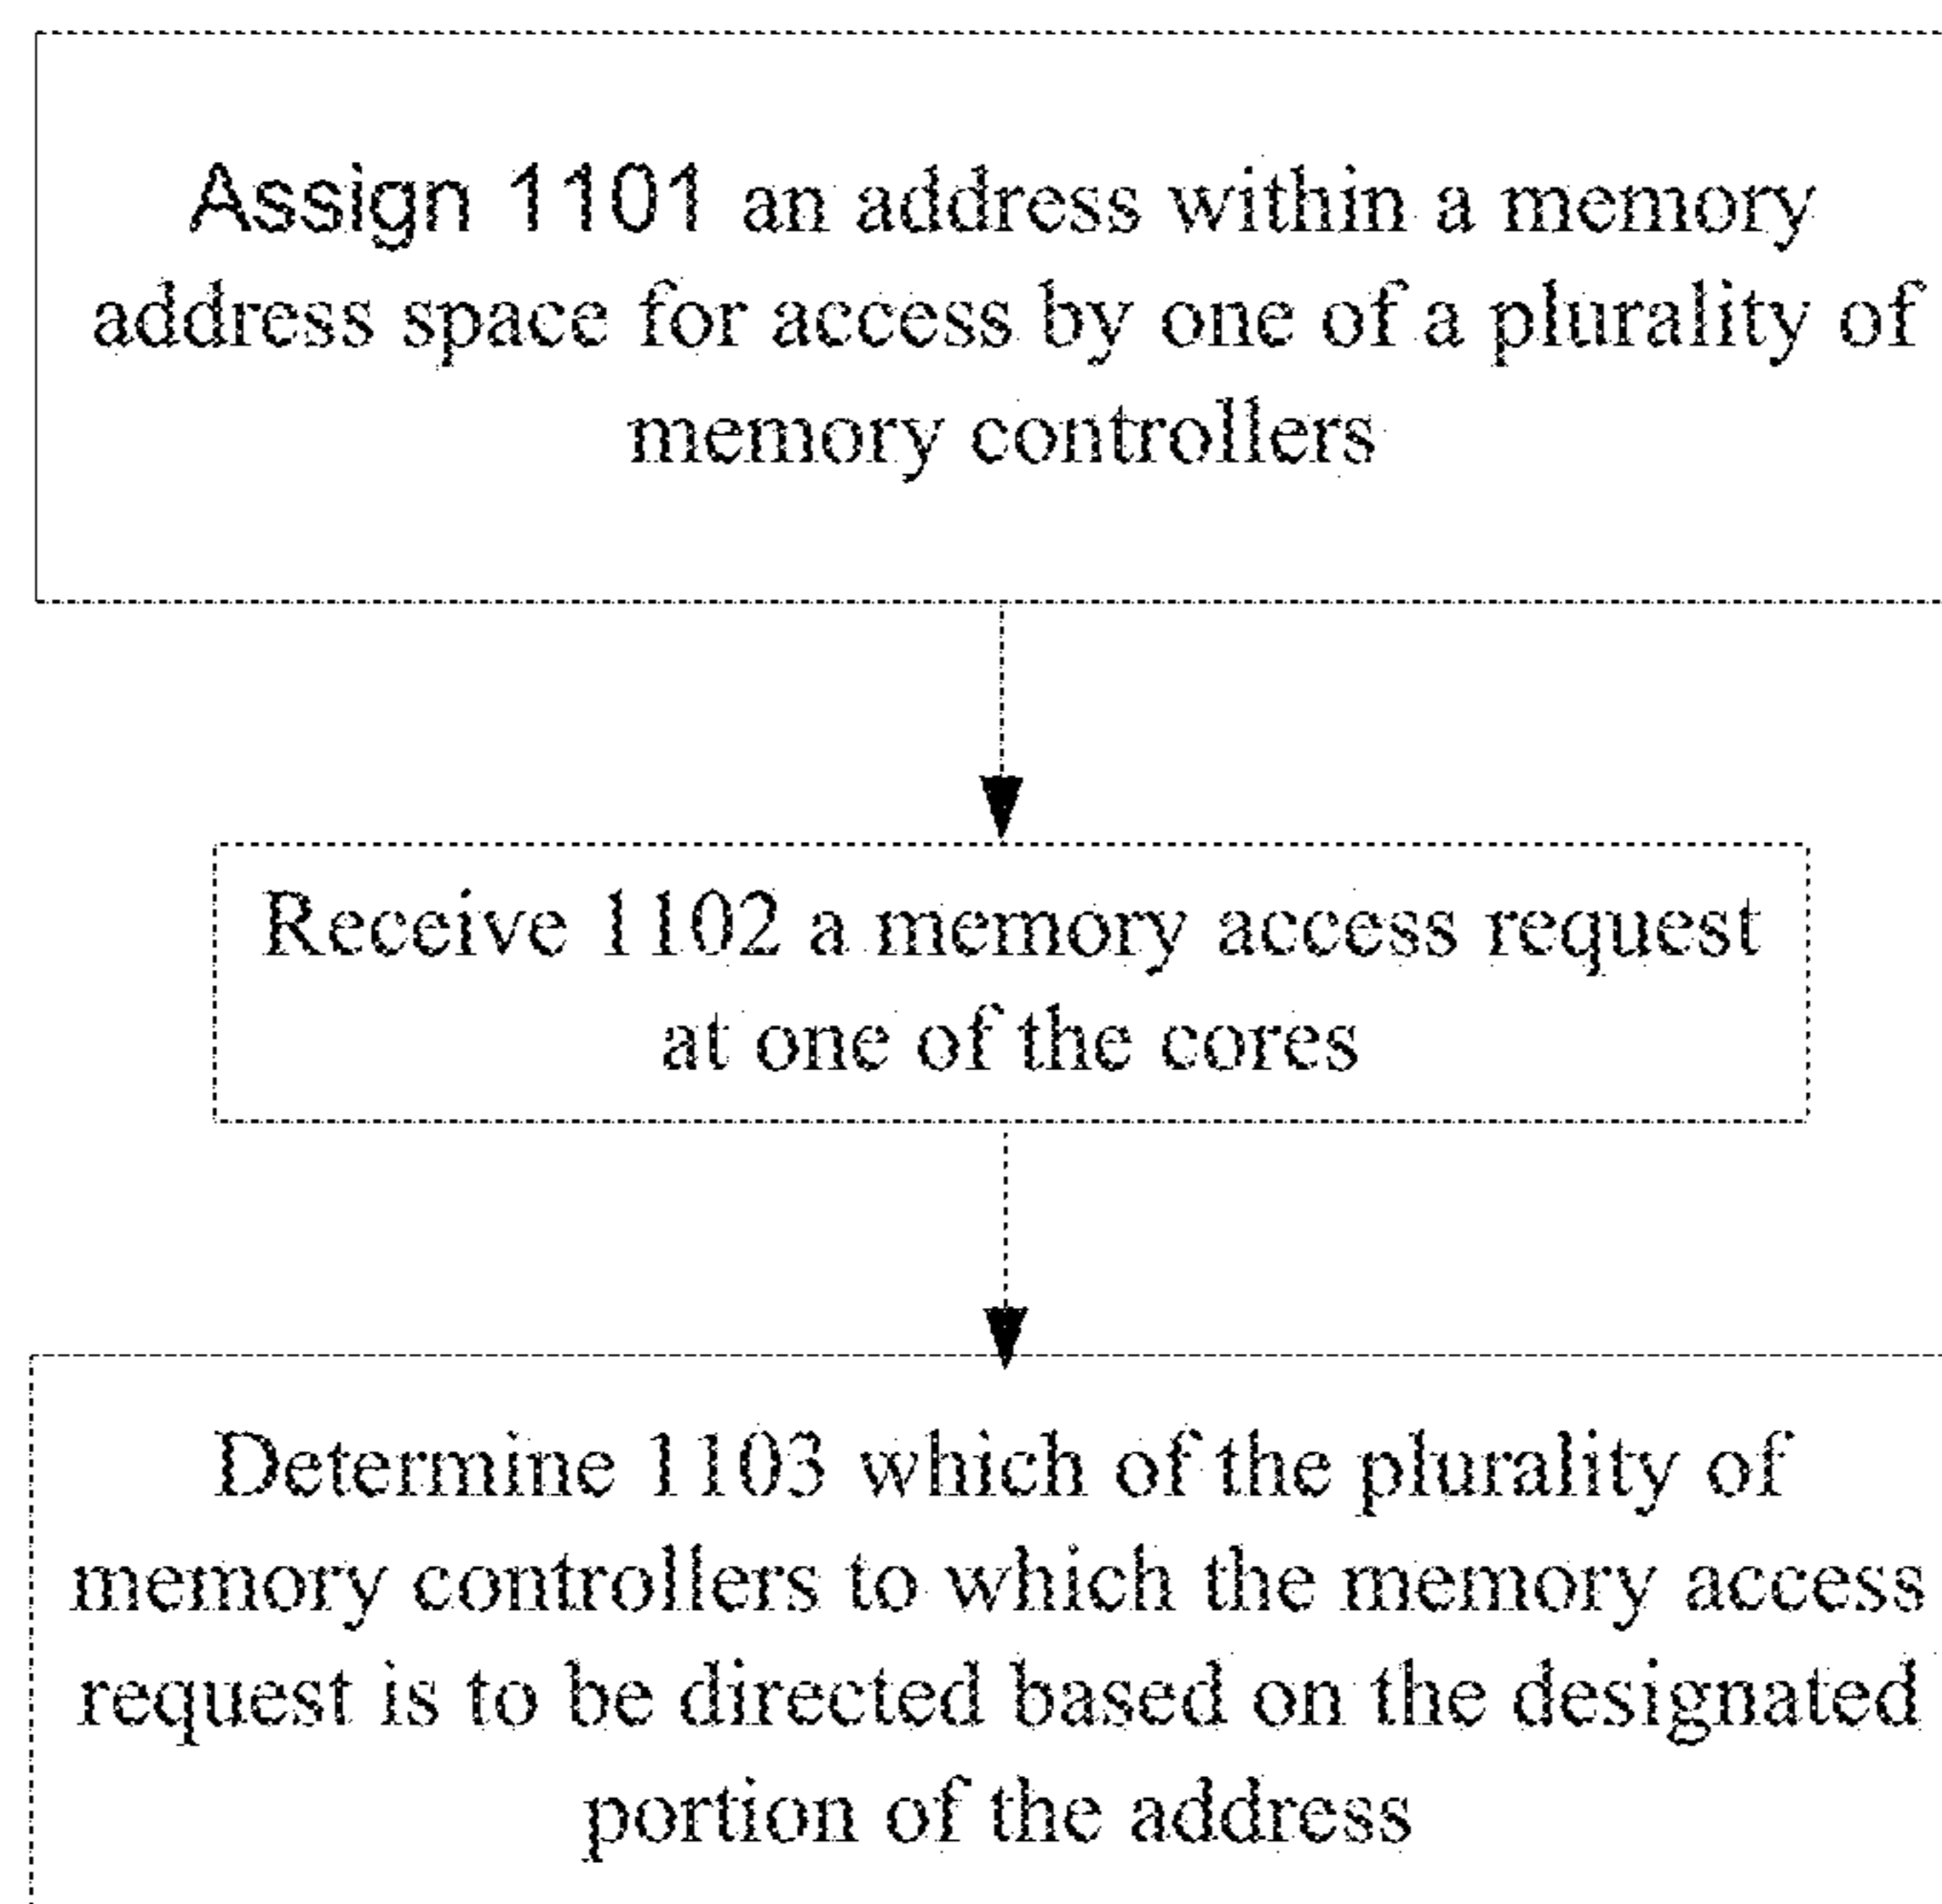 Assign 1101 an address within a memory
address space for access by one of a plurality of
memory controllers
Receive 1102 a memory access request
at one of the cores
Determine 1103 which of the plurality of
memory controllers to which the memory access
request is to be directed based on the designated
portion of the address